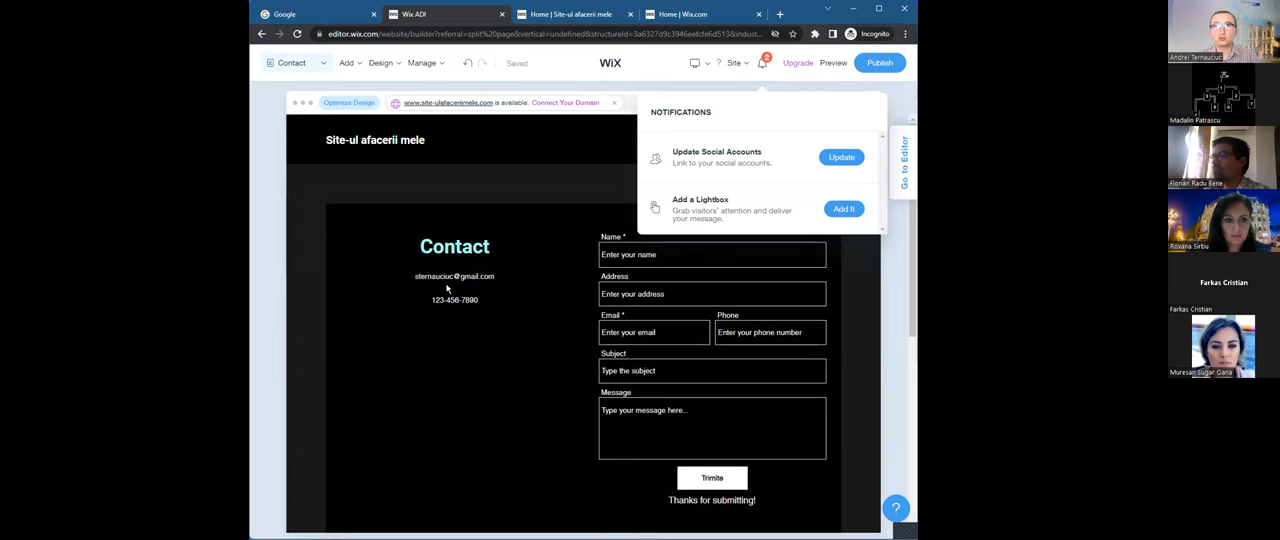 Google
Wix ADI
Home | Site-ul afacerii mele
Home | Wix.com
editor.wix.com/website/builder?referral=split%20page&vertical=undefined&structureId=3a6327d9c3946eefcfe6d513&indust...
Incognito
Contact
Add
Design
Manage
Saved
WiX
?
Site
2
Upgrade
Preview
Publish
Optimize Design
www.site-ulafaceriimele.com is available. Connect Your Domain
NOTIFICATIONS
Update Social Accounts
Link to your social accounts.
Update
Add a Lightbox
Grab visitors' attention and deliver
your message.
Add It
Go to Editor
Site-ul afacerii mele
Contact
sternauciuc@gmail.com
123-456-7890
Name *
Enter your name
Address
Enter your address
Email *
Phone
Enter your email
Enter your phone number
Subject
Type the subject
Message
Type your message here...
Trimite
Thanks for submitting!
?
Andrei Ternauciuc
Madalin Patrascu
Florian Radu Bene
Roxana Sirbu
Farkas Cristian
Farkas Cristian
Muresan Sugar Oana